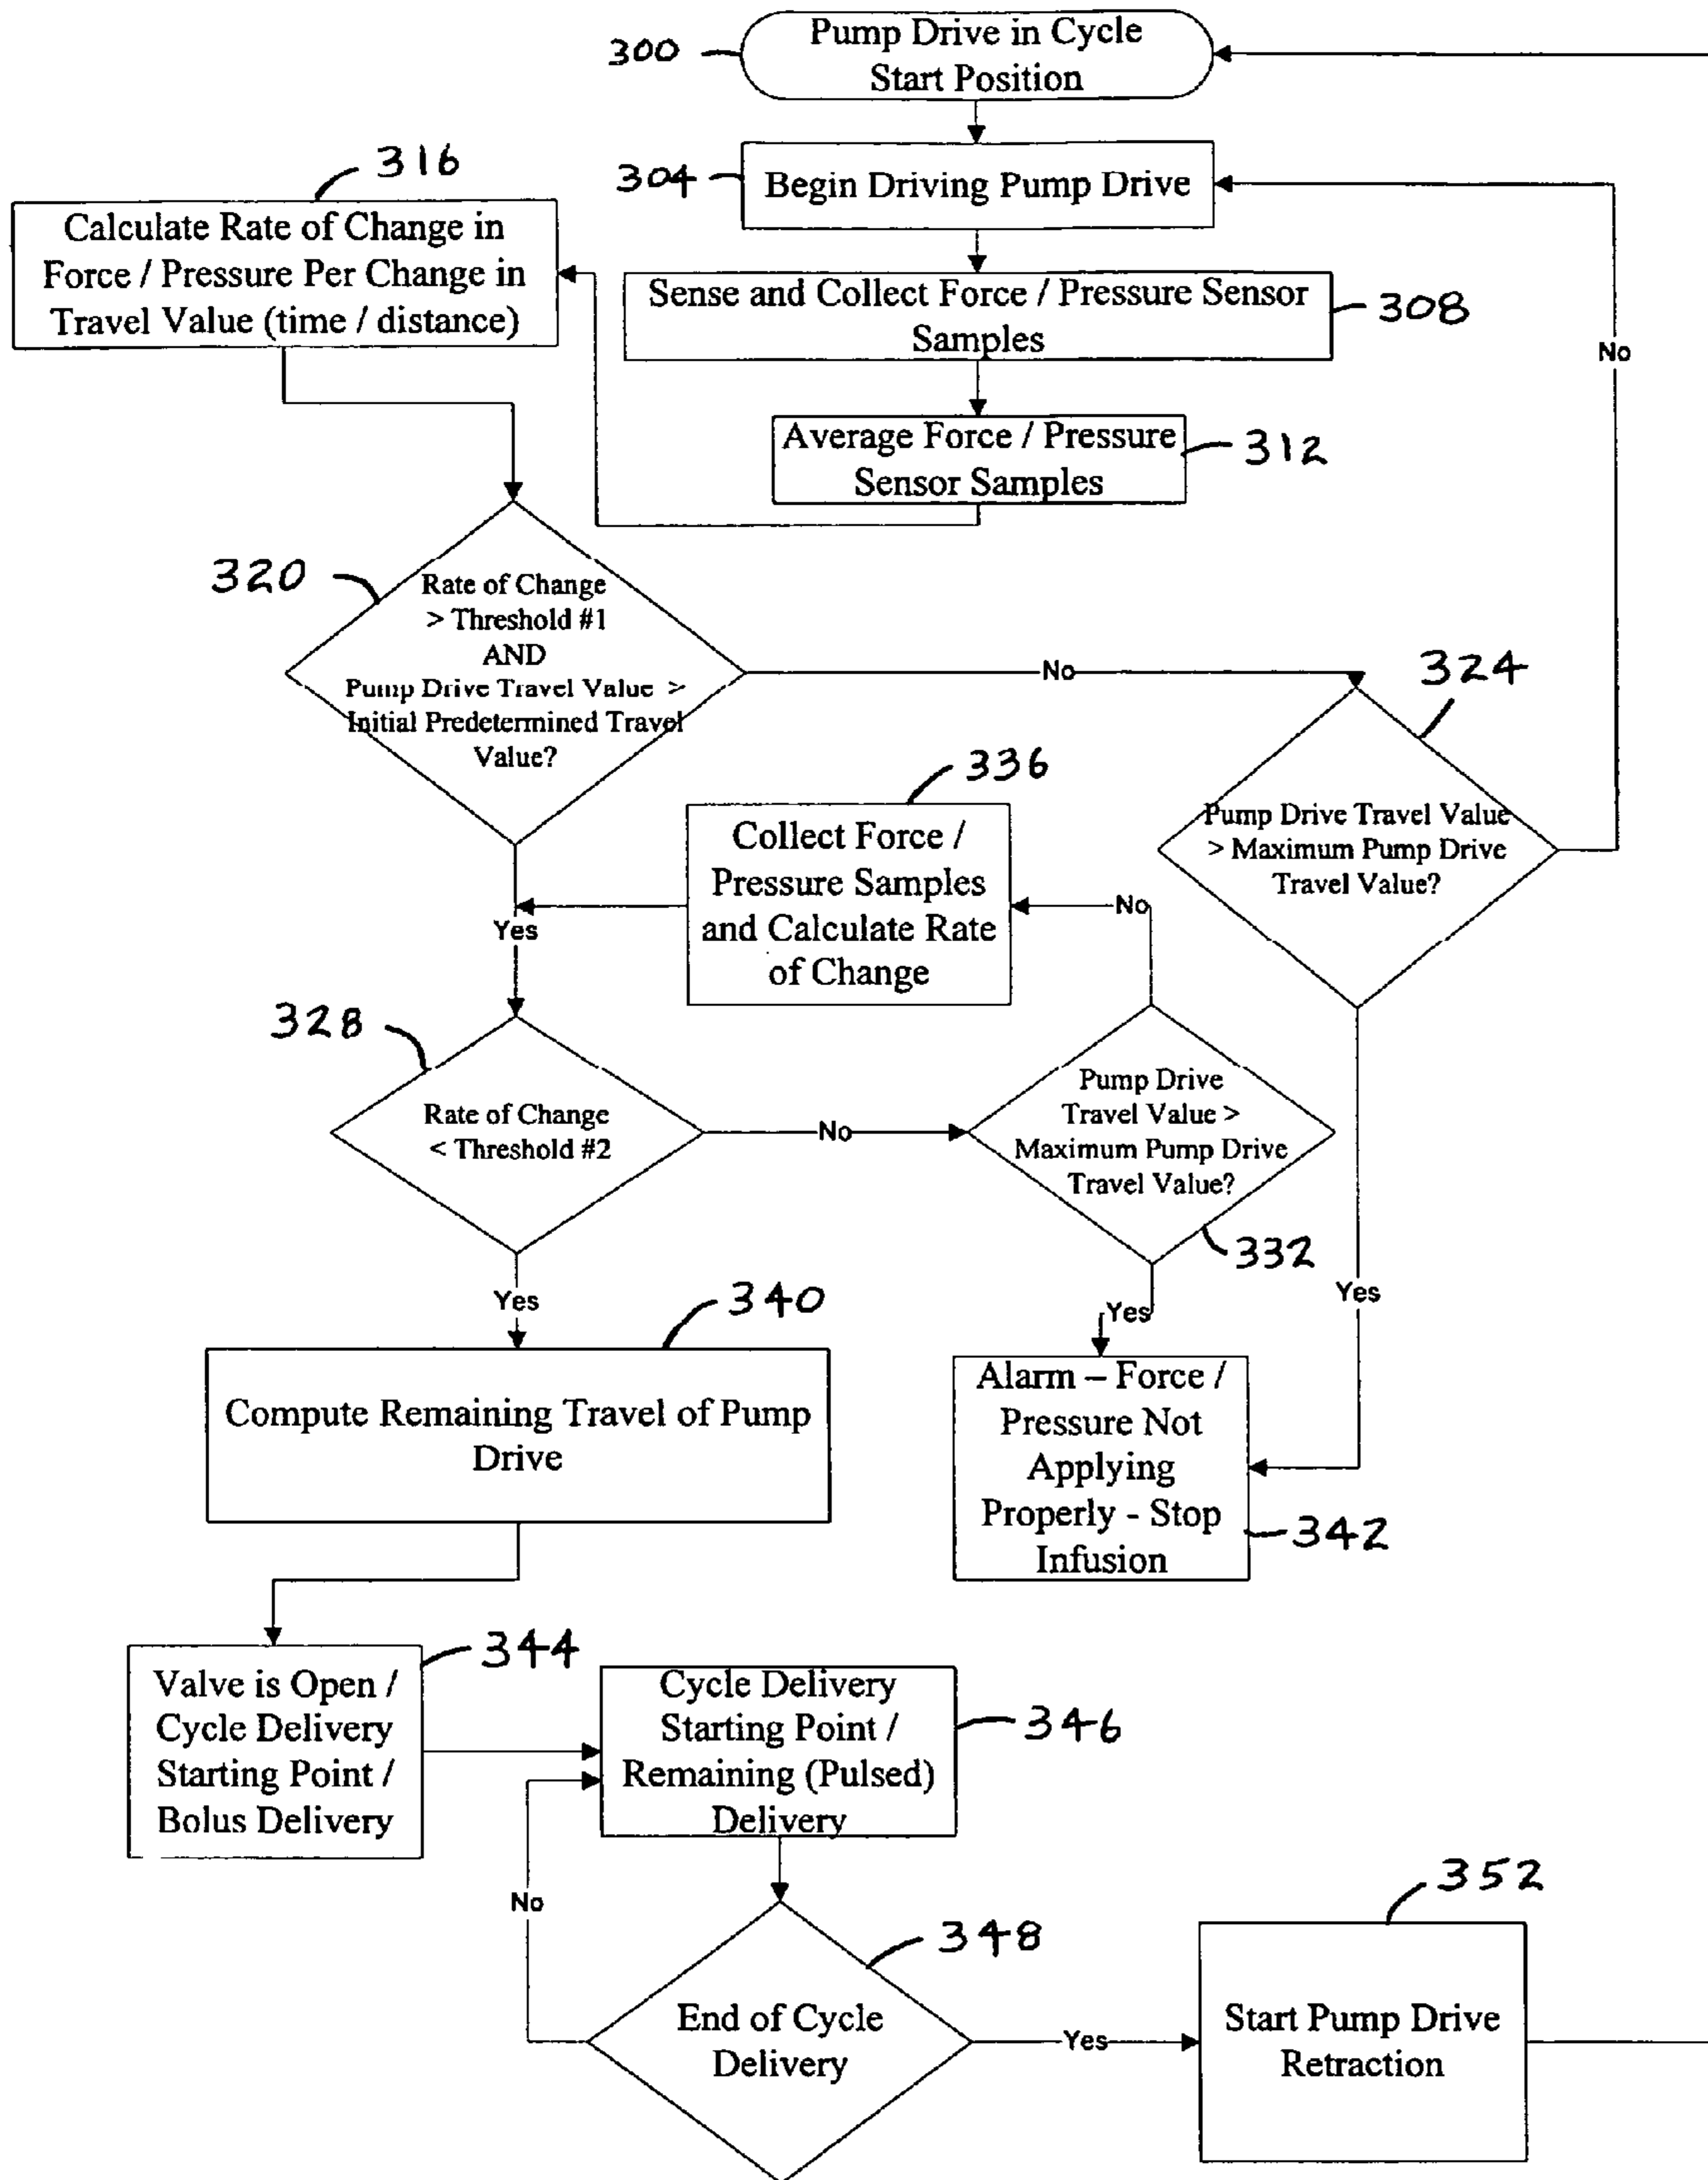 300
Pump Drive in Cycle
Start Position
304
Begin Driving Pump Drive
316
Calculate Rate of Change in
Force / Pressure Per Change in
Travel Value (time / distance)
Sense and Collect Force / Pressure Sensor
Samples
308
No
Average Force / Pressure
Sensor Samples
312
320
Rate of Change
> Threshold #1
AND
Pump Drive Travel Value >
Initial Predetermined Travel
Value?
No
324
Pump Drive Travel Value
> Maximum Pump Drive
Travel Value?
336
Collect Force /
Pressure Samples
and Calculate Rate
of Change
No
Yes
328
Rate of Change
< Threshold #2
No
Pump Drive
Travel Value >
Maximum Pump Drive
Travel Value?
332
Yes
Yes
Yes
340
Compute Remaining Travel of Pump
Drive
Alarm – Force /
Pressure Not
Applying
Properly - Stop
Infusion
342
344
Valve is Open /
Cycle Delivery
Starting Point /
Bolus Delivery
Cycle Delivery
Starting Point /
Remaining (Pulsed)
Delivery
346
No
348
End of Cycle
Delivery
Yes
352
Start Pump Drive
Retraction